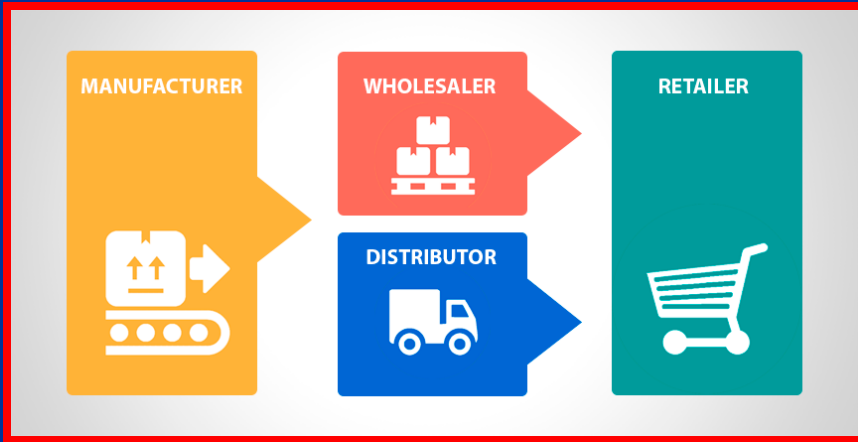 MANUFACTURER
WHOLESALER
DISTRIBUTOR
RETAILER